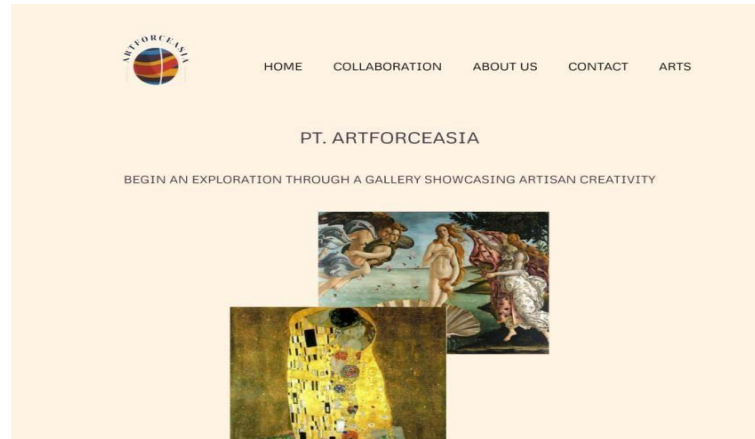 ARTFORCEASIA
HOME COLLABORATION ABOUT US CONTACT ARTS
PT. ARTFORCEASIA
BEGIN AN EXPLORATION THROUGH A GALLERY SHOWCASING ARTISAN CREATIVITY